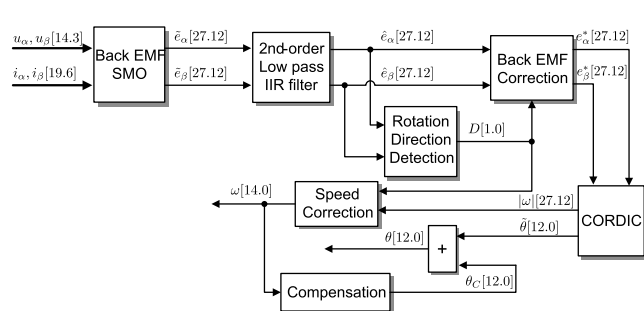 u_α, u_β[14.3]
i_α, i_β[19.6]
Back EMF
SMO
ẽ_α[27.12]
ẽ_β[27.12]
2nd-order
Low pass
IIR filter
ê_α[27.12]
ê_β[27.12]
Back EMF
Correction
e*_α[27.12]
e*_β[27.12]
Rotation
Direction
Detection
D[1.0]
ω[14.0]
Speed
Correction
|ω|[27.12]
CORDIC
θ[12.0]
+
θ̃[12.0]
θ_C[12.0]
Compensation